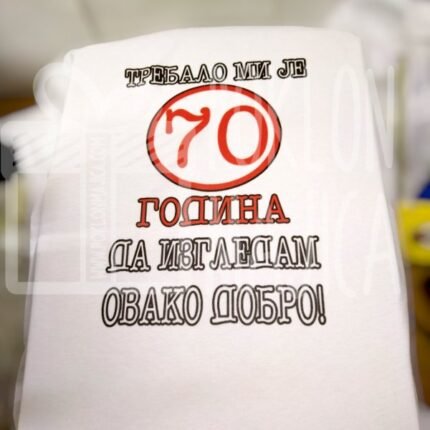 ТРЕБАЛО МИ ЈЕ
70
ГОДИНА
ДА ИЗГЛЕДАМ
ОВАКО ДОБРО!